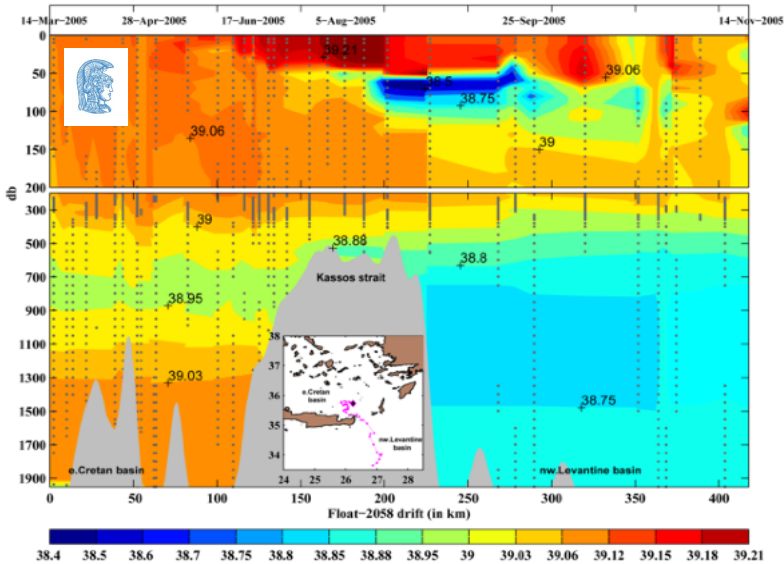 14−Mar−2005 28−Apr−2005 17−Jun−2005 5−Aug−2005 25−Sep−2005 14−Nov−2005
0
39.21
50
39.06
38.5
38.75
100
39.06
150
39
200
db
300
39
500
38.88
38.8
700
Kassos strait
38.95
900
1100
1300
39.03
38.75
1500
1700
1900
e.Cretan basin
nw.Levantine basin
38
37
e.Cretan
basin
36
35
nw.Levantine
basin
34
24 25 26 27 28
0 50 100 150 200 250 300 350 400
Float−2058 drift (in km)
38.4 38.5 38.6 38.7 38.75 38.8 38.85 38.88 38.95 39 39.03 39.06 39.12 39.15 39.18 39.21